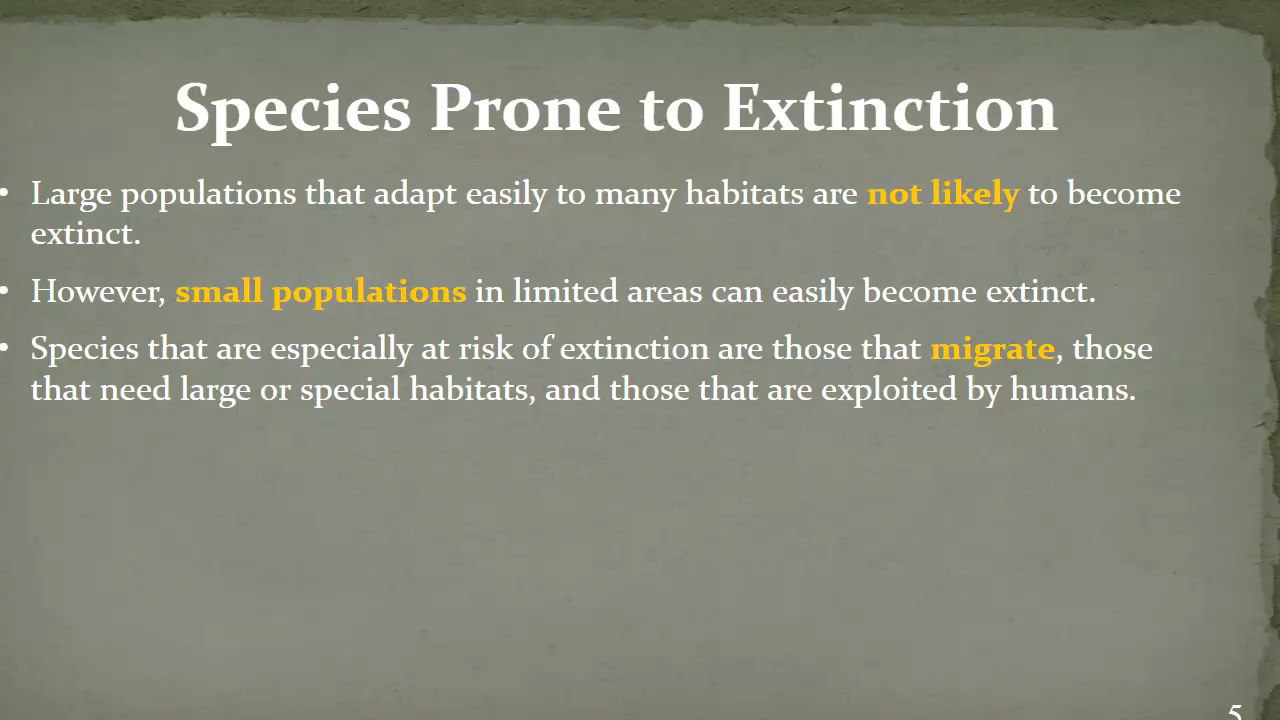 Species Prone to Extinction
• Large populations that adapt easily to many habitats are not likely to become
extinct.
• However, small populations in limited areas can easily become extinct.
• Species that are especially at risk of extinction are those that migrate, those
that need large or special habitats, and those that are exploited by humans.
5